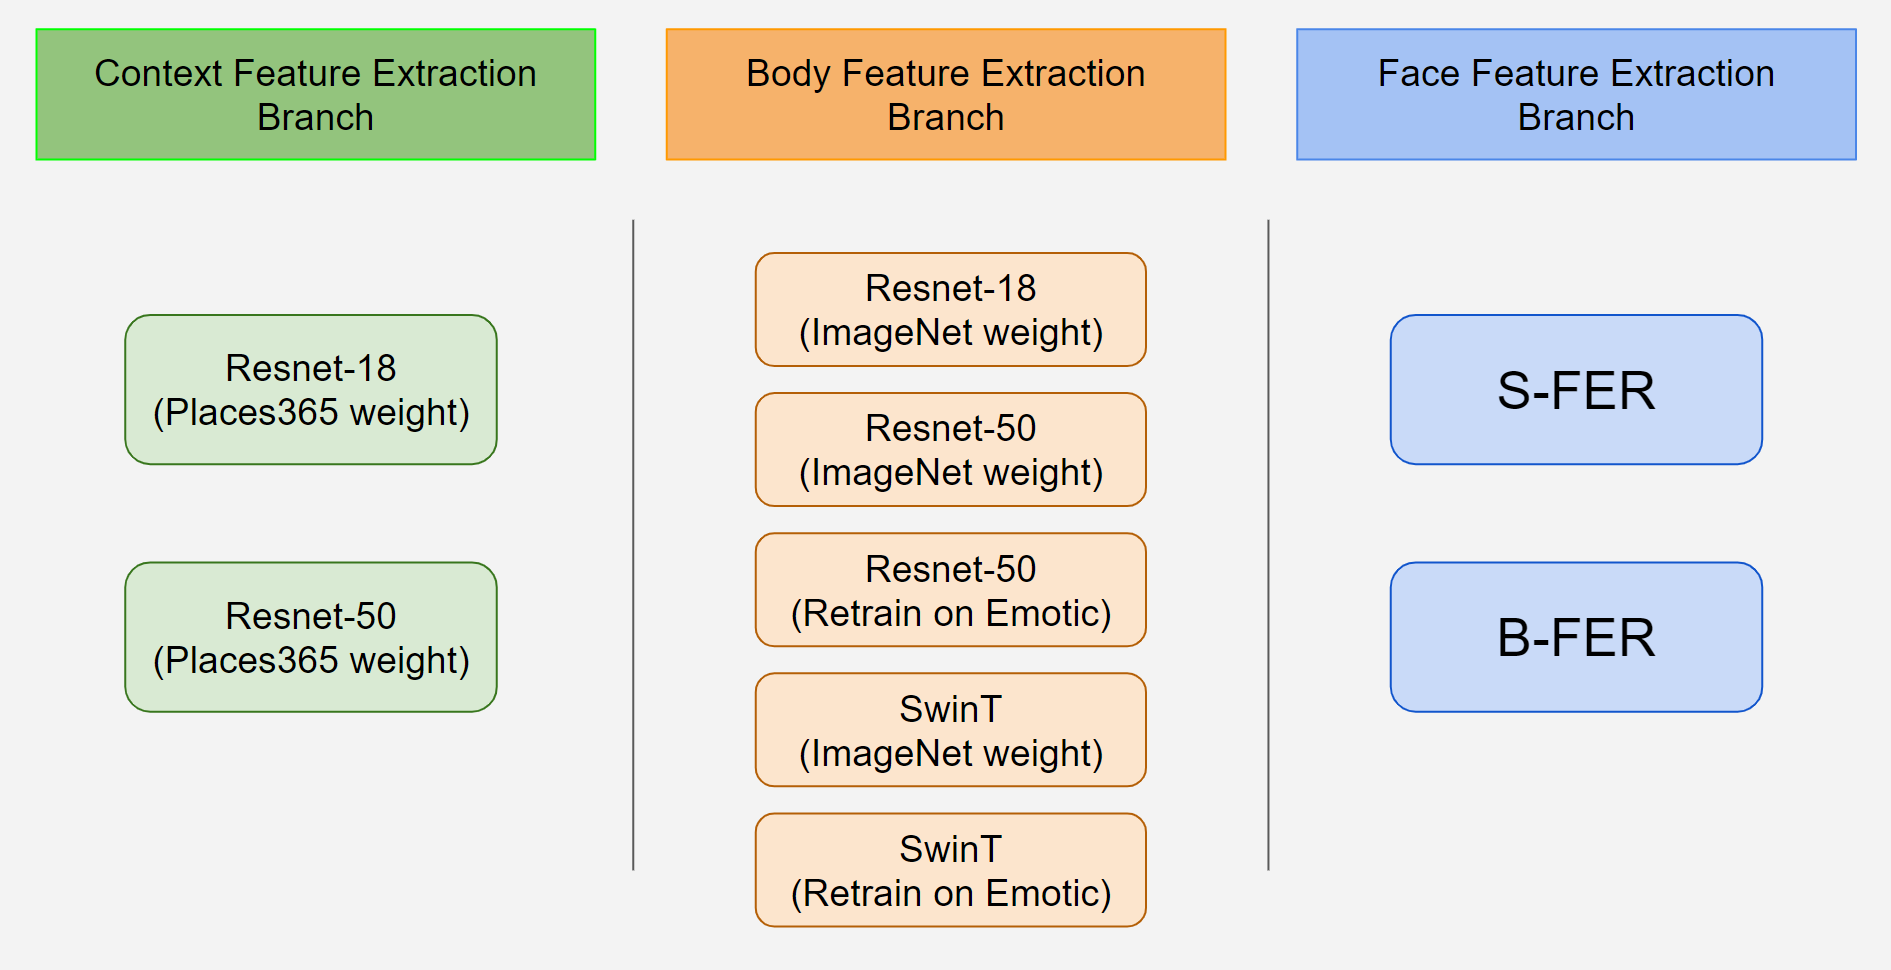 Context Feature Extraction
Branch
Body Feature Extraction
Branch
Face Feature Extraction
Branch
Resnet-18
(Places365 weight)
Resnet-50
(Places365 weight)
Resnet-18
(ImageNet weight)
Resnet-50
(ImageNet weight)
Resnet-50
(Retrain on Emotic)
SwinT
(ImageNet weight)
SwinT
(Retrain on Emotic)
S-FER
B-FER